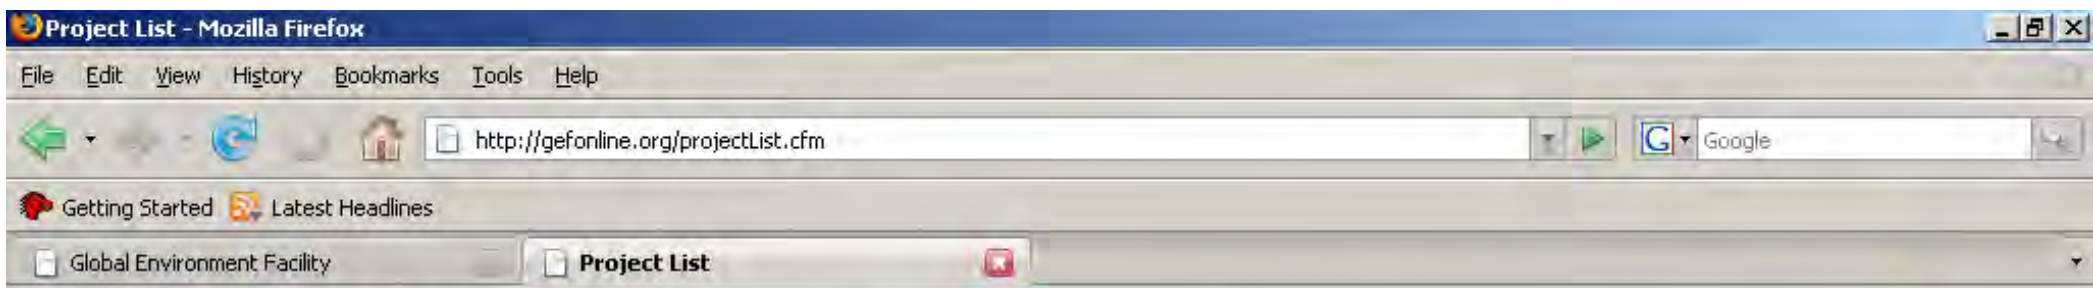 Project List - Mozilla Firefox
File Edit View History Bookmarks Tools Help
http://gefonline.org/projectList.cfm G Google
Getting Started Latest Headlines
Global Environment Facility Project List